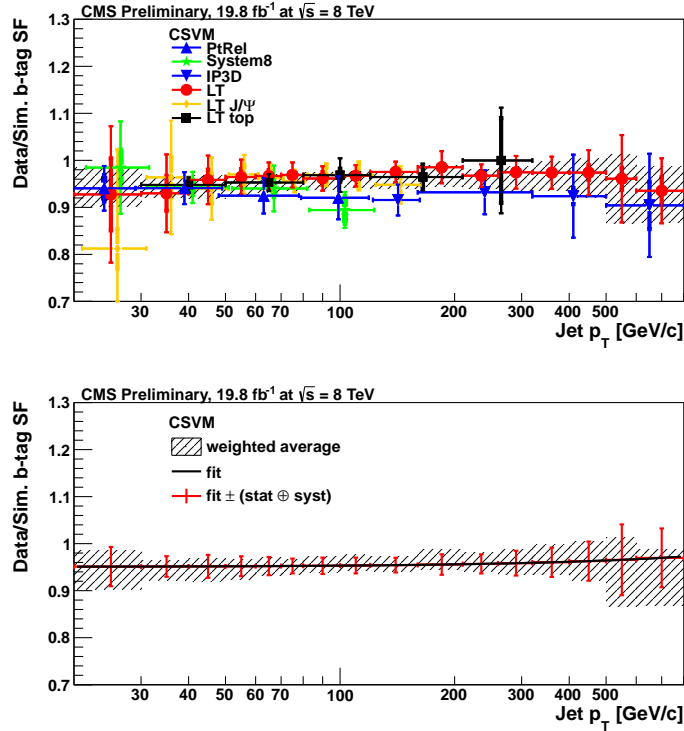 CMS Preliminary, 19.8 fb⁻¹ at √s = 8 TeV
Data/Sim. b-tag SF
1.3
1.2
1.1
1
0.9
0.8
0.7
CSVM
PtRel
System8
IP3D
LT
LT J/Ψ
LT top
30 40 50 60 70 100 200 300 400 500
Jet p_T [GeV/c]
CMS Preliminary, 19.8 fb⁻¹ at √s = 8 TeV
Data/Sim. b-tag SF
1.3
1.2
1.1
1
0.9
0.8
0.7
CSVM
weighted average
fit
fit ± (stat ⊕ syst)
30 40 50 60 70 100 200 300 400 500
Jet p_T [GeV/c]